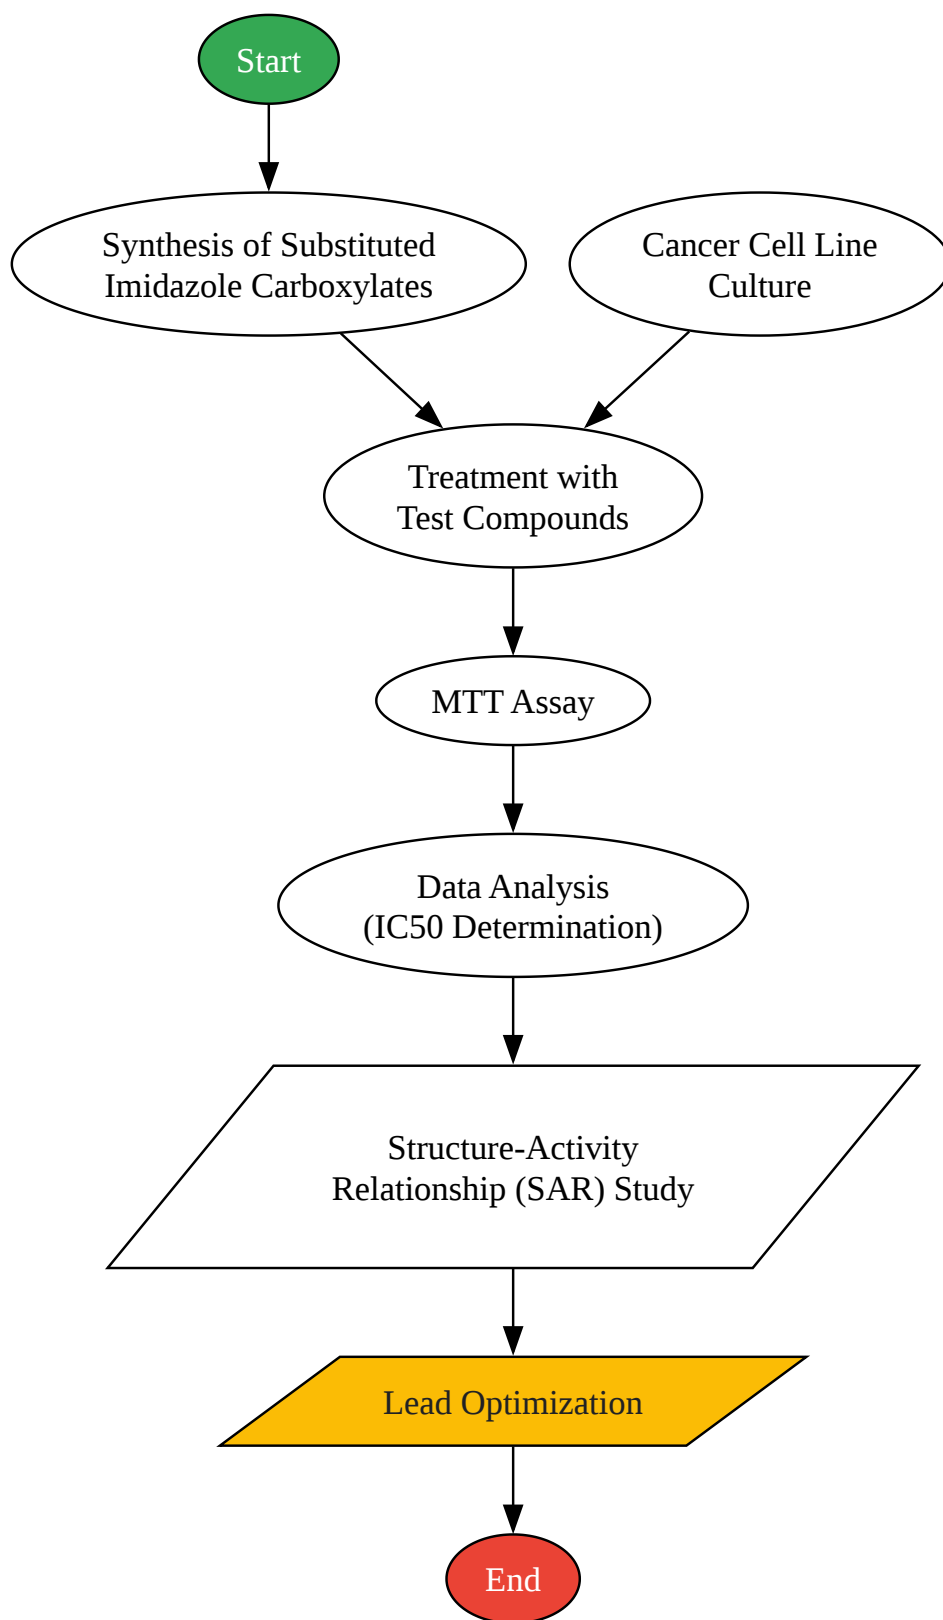 Start
Synthesis of Substituted
Imidazole Carboxylates
Cancer Cell Line
Culture
Treatment with
Test Compounds
MTT Assay
Data Analysis
(IC50 Determination)
Structure-Activity
Relationship (SAR) Study
Lead Optimization
End